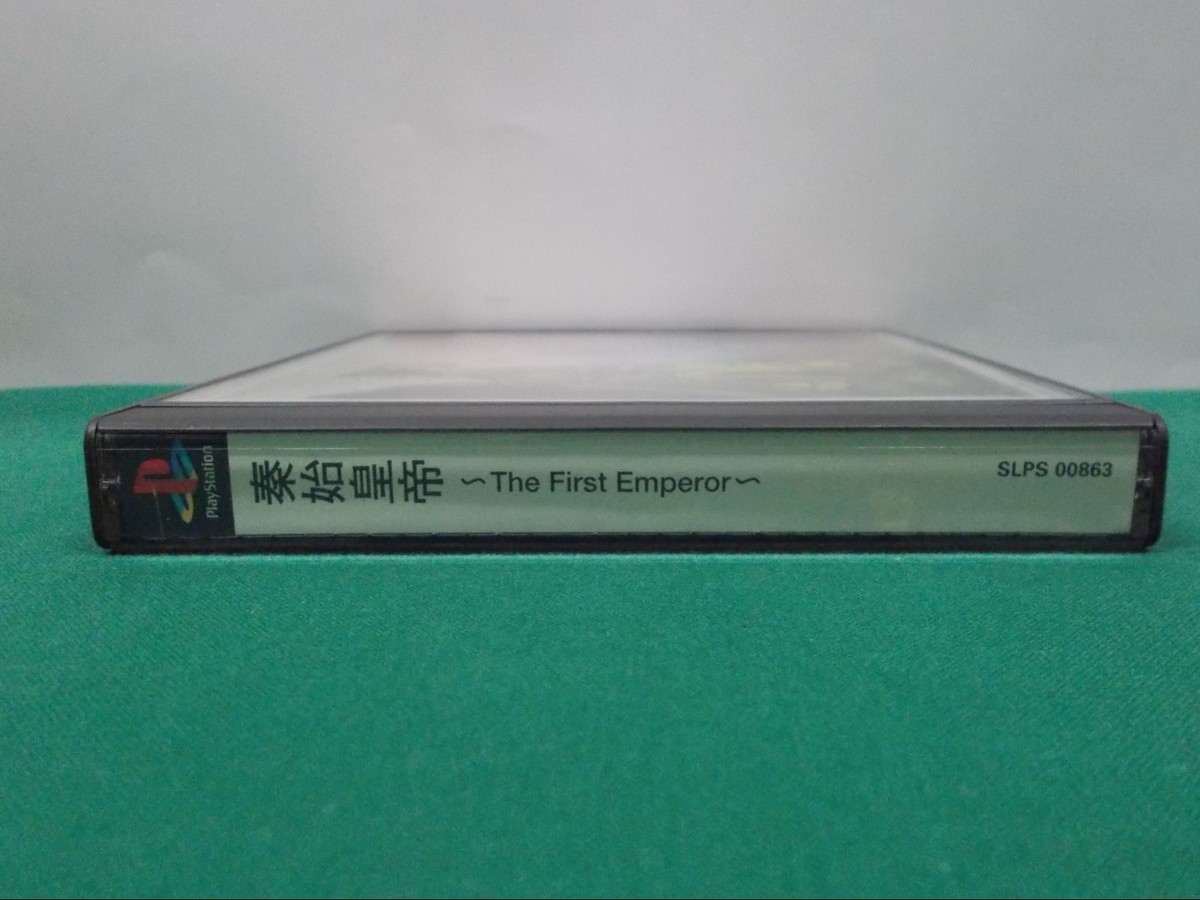 PlayStation
秦始皇帝 ～The First Emperor～
SLPS 00863